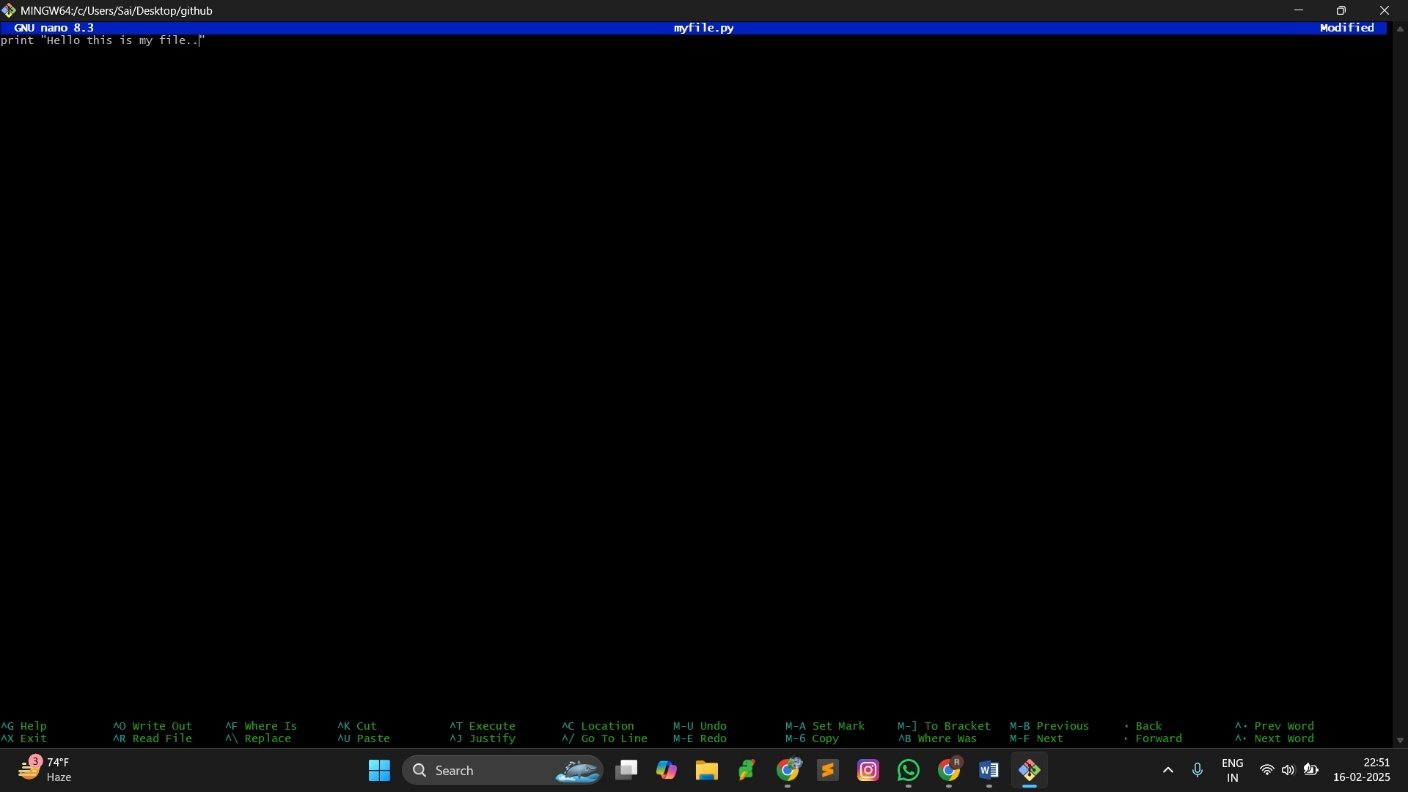 MINGW64:/c/Users/Sai/Desktop/github
GNU nano 8.3 myfile.py Modified
print "Hello this is my file.."
^G Help ^O Write Out ^F Where Is ^K Cut ^T Execute ^C Location M-U Undo M-A Set Mark M-] To Bracket M-B Previous Back Prev Word
^X Exit ^R Read File ^\ Replace ^U Paste ^J Justify ^/ Go To Line M-E Redo M-6 Copy ^B Where Was M-F Next Forward Next Word
3 74°F
Haze
Search
R
ENG
IN
22:51
16-02-2025